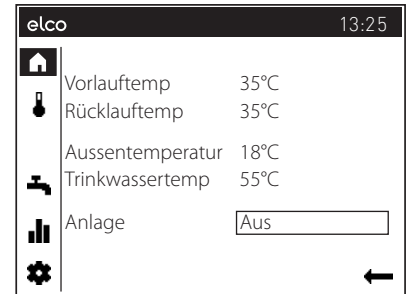 elco 13:25
Vorlauftemp 35°C
Rücklauftemp 35°C
Aussentemperatur 18°C
Trinkwassertemp 55°C
Anlage Aus